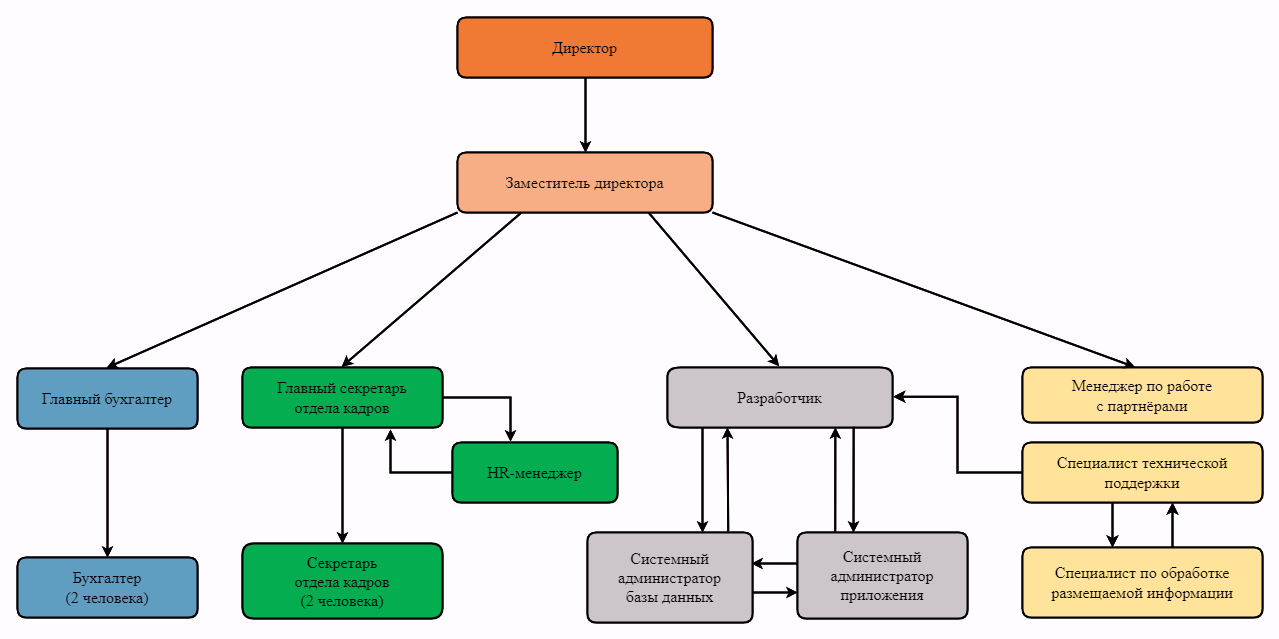 Директор
Заместитель директора
Главный бухгалтер
Главный секретарь
отдела кадров
Разработчик
Менеджер по работе
с партнёрами
HR-менеджер
Специалист технической
поддержки
Бухгалтер
(2 человека)
Секретарь
отдела кадров
(2 человека)
Системный
администратор
базы данных
Системный
администратор
приложения
Специалист по обработке
размещаемой информации